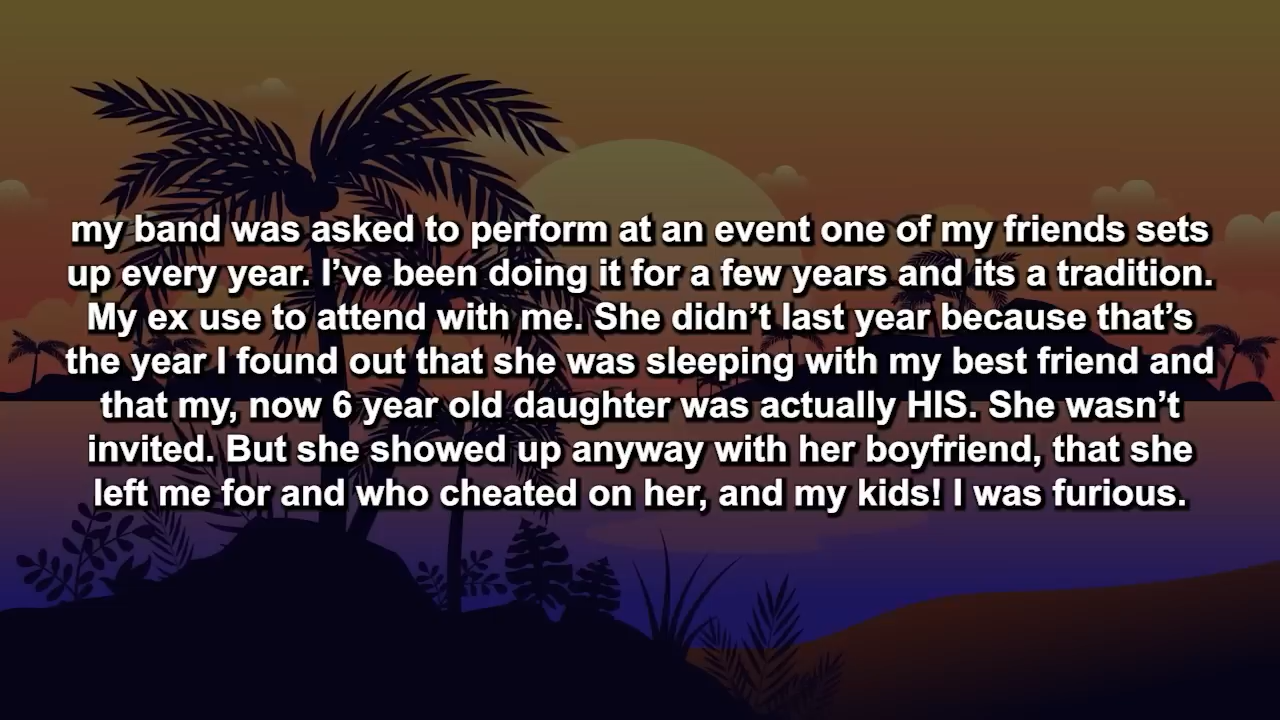 my band was asked to perform at an event one of my friends sets
up every year. I’ve been doing it for a few years and its a tradition.
My ex use to attend with me. She didn’t last year because that’s
the year I found out that she was sleeping with my best friend and
that my, now 6 year old daughter was actually HIS. She wasn’t
invited. But she showed up anyway with her boyfriend, that she
left me for and who cheated on her, and my kids! I was furious.